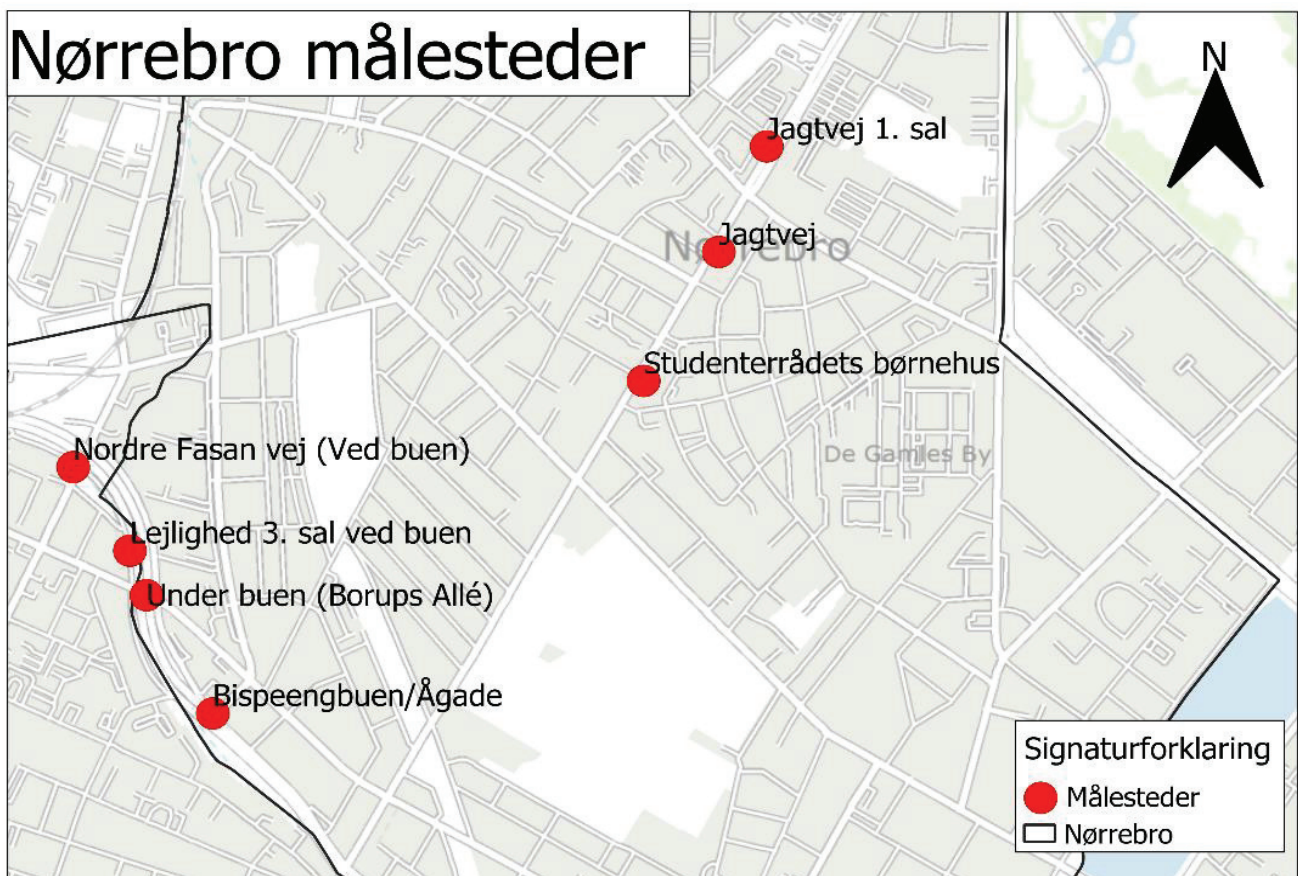 Nørrebro målesteder
N
Jagtvej 1. sal
Jagtvej
Nørrebro
Studenterrådets børnehus
De Gamles By
Nordre Fasan vej (Ved buen)
Lejlighed 3. sal ved buen
Under buen (Borups Allé)
Bispeengbuen/Ågade
Signaturforklaring
Målesteder
Nørrebro